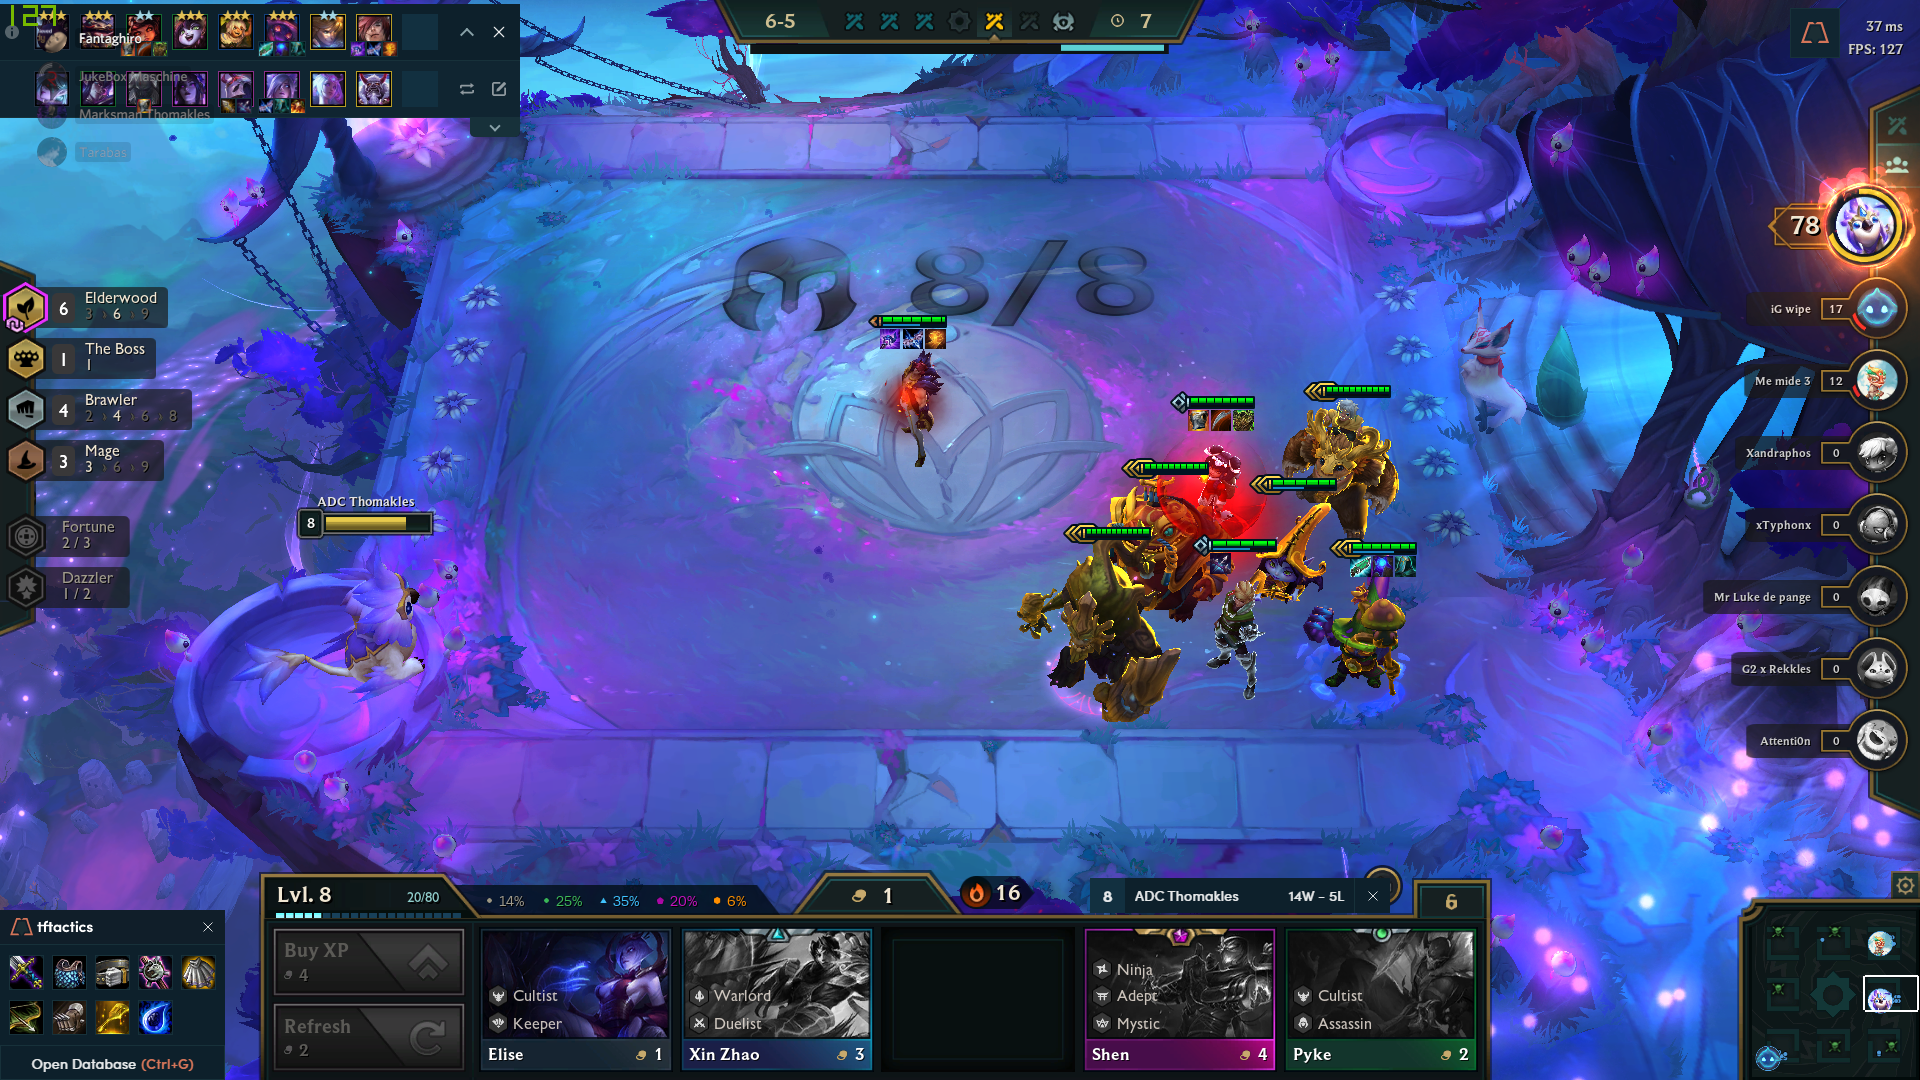 127
Fantaghiro
JukeBox Maschine
Marksman Thomakles
Tarabas
6-5
7
37 ms
FPS: 127
8/8
78
iG wipe 17
Me mide 3 12
Xandraphos 0
xTyphonx 0
Mr Luke de pange 0
G2 x Rekkles 0
Attenti0n 0
6 Elderwood
3 › 6 › 9
1 The Boss
1
4 Brawler
2 › 4 › 6 › 8
3 Mage
3 › 6 › 9
Fortune
2 / 3
Dazzler
1 / 2
ADC Thomakles
8
Lvl. 8
20/80
14% 25% 35% 20% 6%
1
16
8 ADC Thomakles 14W - 5L
6
Buy XP
4
Refresh
2
Cultist
Keeper
Elise 1
Warlord
Duelist
Xin Zhao 3
Ninja
Adept
Mystic
Shen 4
Cultist
Assassin
Pyke 2
tftactics
Open Database (Ctrl+G)